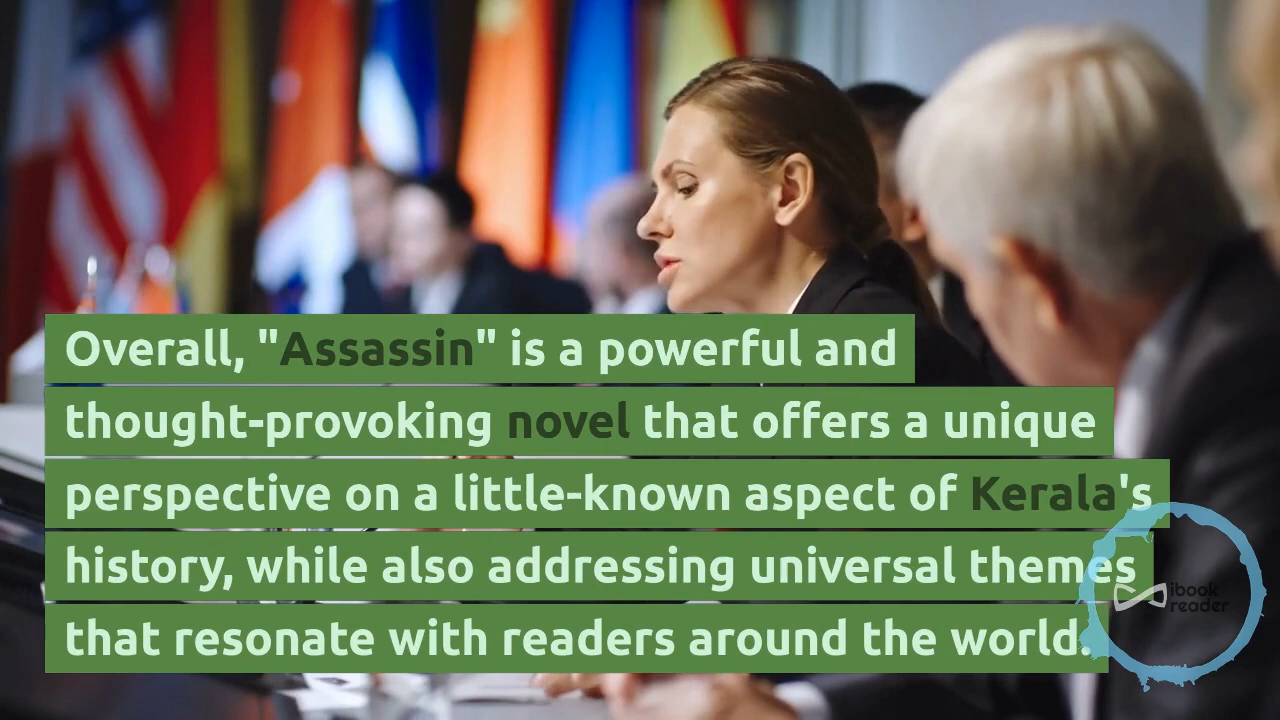 Overall, "Assassin" is a powerful and
thought-provoking novel that offers a unique
perspective on a little-known aspect of Kerala's
history, while also addressing universal themes
that resonate with readers around the world.
ibook
reader